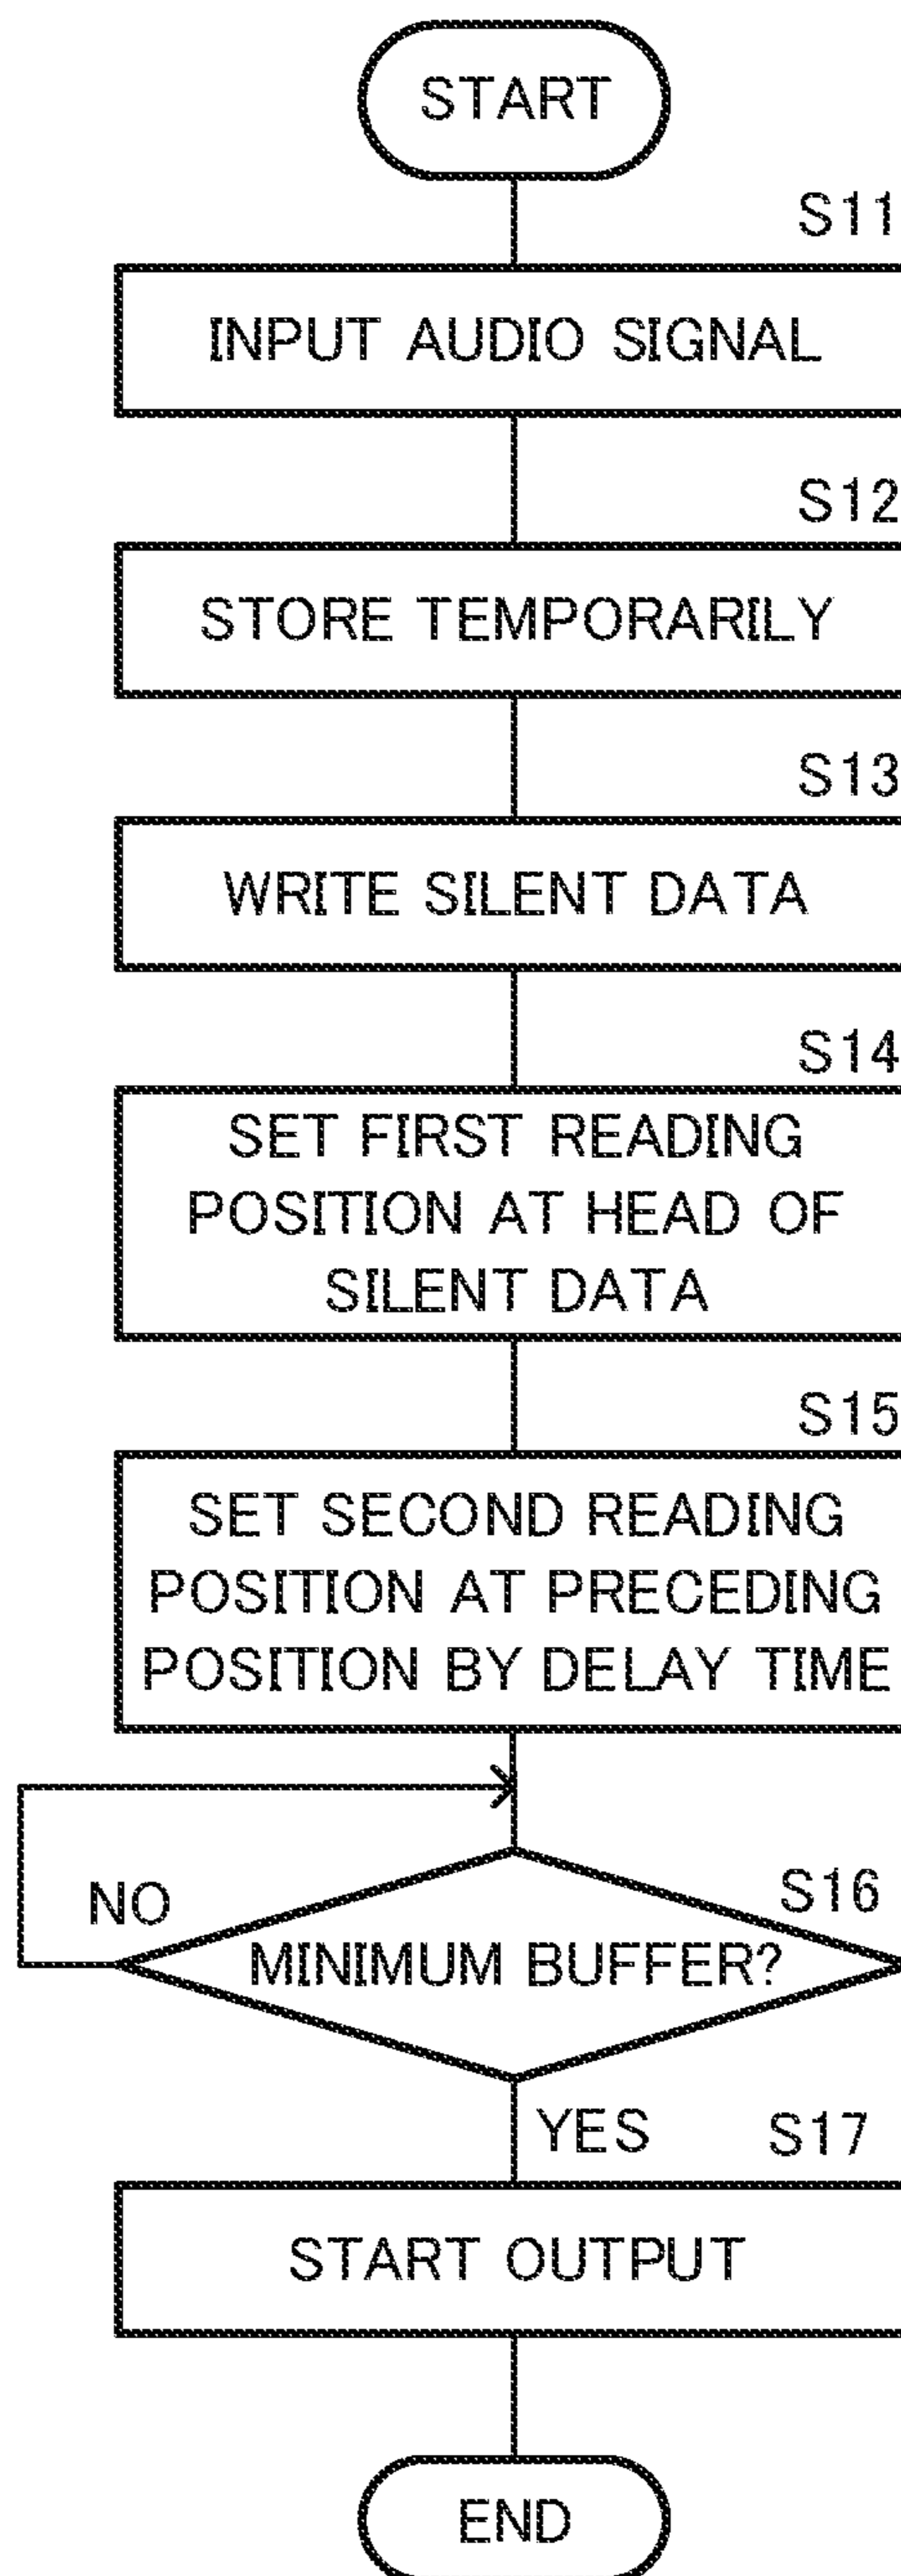 START
S11
INPUT AUDIO SIGNAL
S12
STORE TEMPORARILY
S13
WRITE SILENT DATA
S14
SET FIRST READING
POSITION AT HEAD OF
SILENT DATA
S15
SET SECOND READING
POSITION AT PRECEDING
POSITION BY DELAY TIME
NO
S16
MINIMUM BUFFER?
YES
S17
START OUTPUT
END